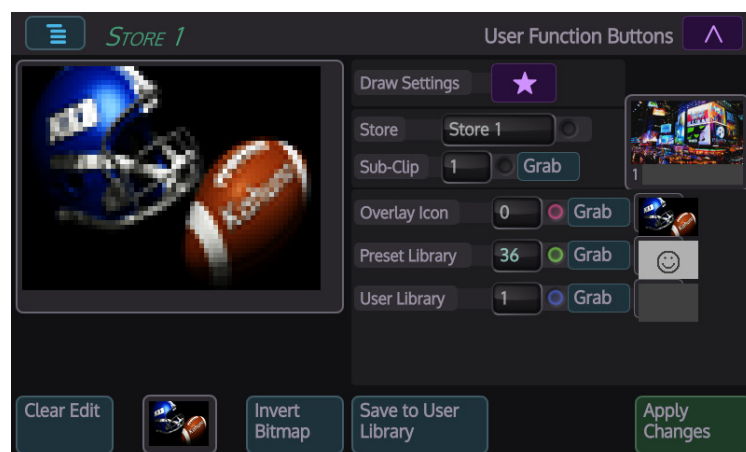 STORE 1
User Function Buttons
Draw Settings
Store
Store 1
Sub-Clip
1
Grab
1
Overlay Icon
0
Grab
Preset Library
36
Grab
User Library
1
Grab
Clear Edit
Invert
Bitmap
Save to User
Library
Apply
Changes